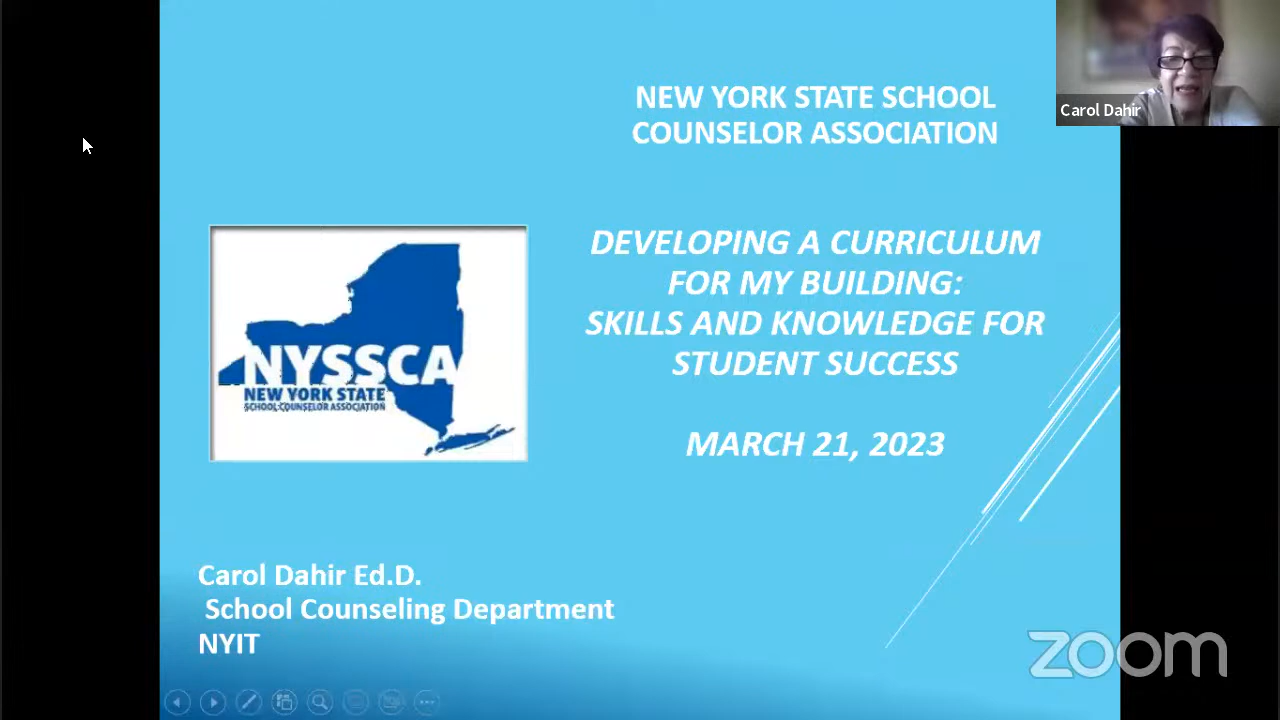 NEW YORK STATE SCHOOL
COUNSELOR ASSOCIATION
Carol Dahir
DEVELOPING A CURRICULUM
FOR MY BUILDING:
SKILLS AND KNOWLEDGE FOR
STUDENT SUCCESS
MARCH 21, 2023
NYSSCA
NEW YORK STATE
SCHOOL COUNSELOR ASSOCIATION
Carol Dahir Ed.D.
School Counseling Department
NYIT
zoom